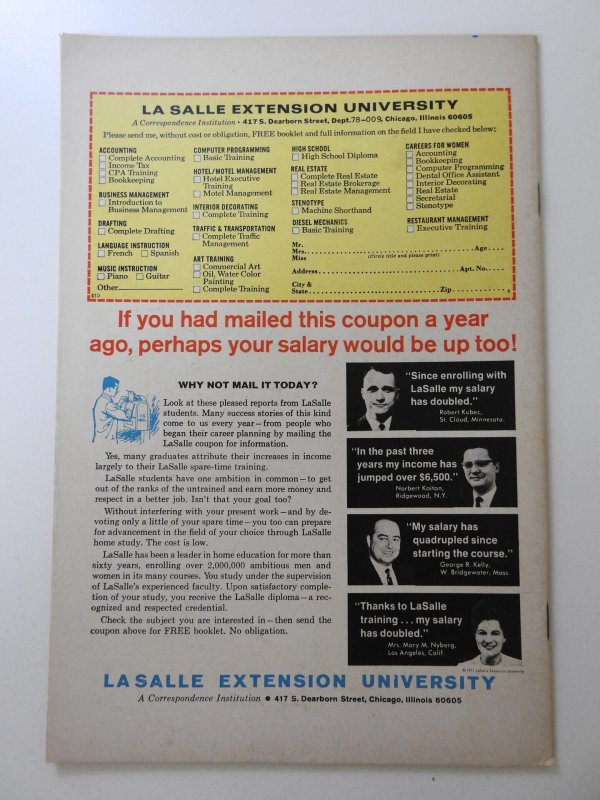 LA SALLE EXTENSION UNIVERSITY
A Correspondence Institution • 417 S. Dearborn Street, Dept. 78-009, Chicago, Illinois 60605
Please send me, without cost or obligation, FREE booklet and full information on the field I have checked below:
ACCOUNTING
Complete Accounting
Income Tax
CPA Training
Bookkeeping
BUSINESS MANAGEMENT
Introduction to
Business Management
DRAFTING
Complete Drafting
LANGUAGE INSTRUCTION
French Spanish
MUSIC INSTRUCTION
Piano Guitar
Other
COMPUTER PROGRAMMING
Basic Training
HOTEL/MOTEL MANAGEMENT
Hotel Executive
Training
Motel Management
INTERIOR DECORATING
Complete Training
TRAFFIC & TRANSPORTATION
Complete Traffic
Management
ART TRAINING
Commercial Art
Oil, Water Color
Painting
Complete Training
HIGH SCHOOL
High School Diploma
REAL ESTATE
Complete Real Estate
Real Estate Brokerage
Real Estate Management
STENOTYPE
Machine Shorthand
DIESEL MECHANICS
Basic Training
CAREERS FOR WOMEN
Accounting
Bookkeeping
Computer Programming
Dental Office Assistant
Interior Decorating
Real Estate
Secretarial
Stenotype
RESTAURANT MANAGEMENT
Executive Training
Mr.
Mrs. Age
Miss (Circle title and please print)
Address Apt. No.
City &
State Zip
If you had mailed this coupon a year
ago, perhaps your salary would be up too!
WHY NOT MAIL IT TODAY?
Look at these pleased reports from LaSalle
students. Many success stories of this kind
come to us every year—from people who
began their career planning by mailing the
LaSalle coupon for information.
Yes, many graduates attribute their increases in income
largely to their LaSalle spare-time training.
LaSalle students have one ambition in common—to get
out of the ranks of the untrained and earn more money and
respect in a better job. Isn't that your goal too?
Without interfering with your present work—and by de-
voting only a little of your spare time—you too can prepare
for advancement in the field of your choice through LaSalle
home study. The cost is low.
LaSalle has been a leader in home education for more than
sixty years, enrolling over 2,000,000 ambitious men and
women in its many courses. You study under the supervision
of LaSalle's experienced faculty. Upon satisfactory comple-
tion of your study, you receive the LaSalle diploma—a rec-
ognized and respected credential.
Check the subject you are interested in—then send the
coupon above for FREE booklet. No obligation.
"Since enrolling with
LaSalle my salary
has doubled."
Robert Kubec,
St. Cloud, Minnesota.
"In the past three
years my income has
jumped over $6,500."
Norbert Kaiton,
Ridgewood, N.Y.
"My salary has
quadrupled since
starting the course."
George R. Kelly,
W. Bridgewater, Mass.
"Thanks to LaSalle
training . . . my salary
has doubled."
Mrs. Mary M. Nyberg,
Los Angeles, Calif.
© 1971 LaSalle Extension University
LA SALLE EXTENSION UNIVERSITY
A Correspondence Institution • 417 S. Dearborn Street, Chicago, Illinois 60605